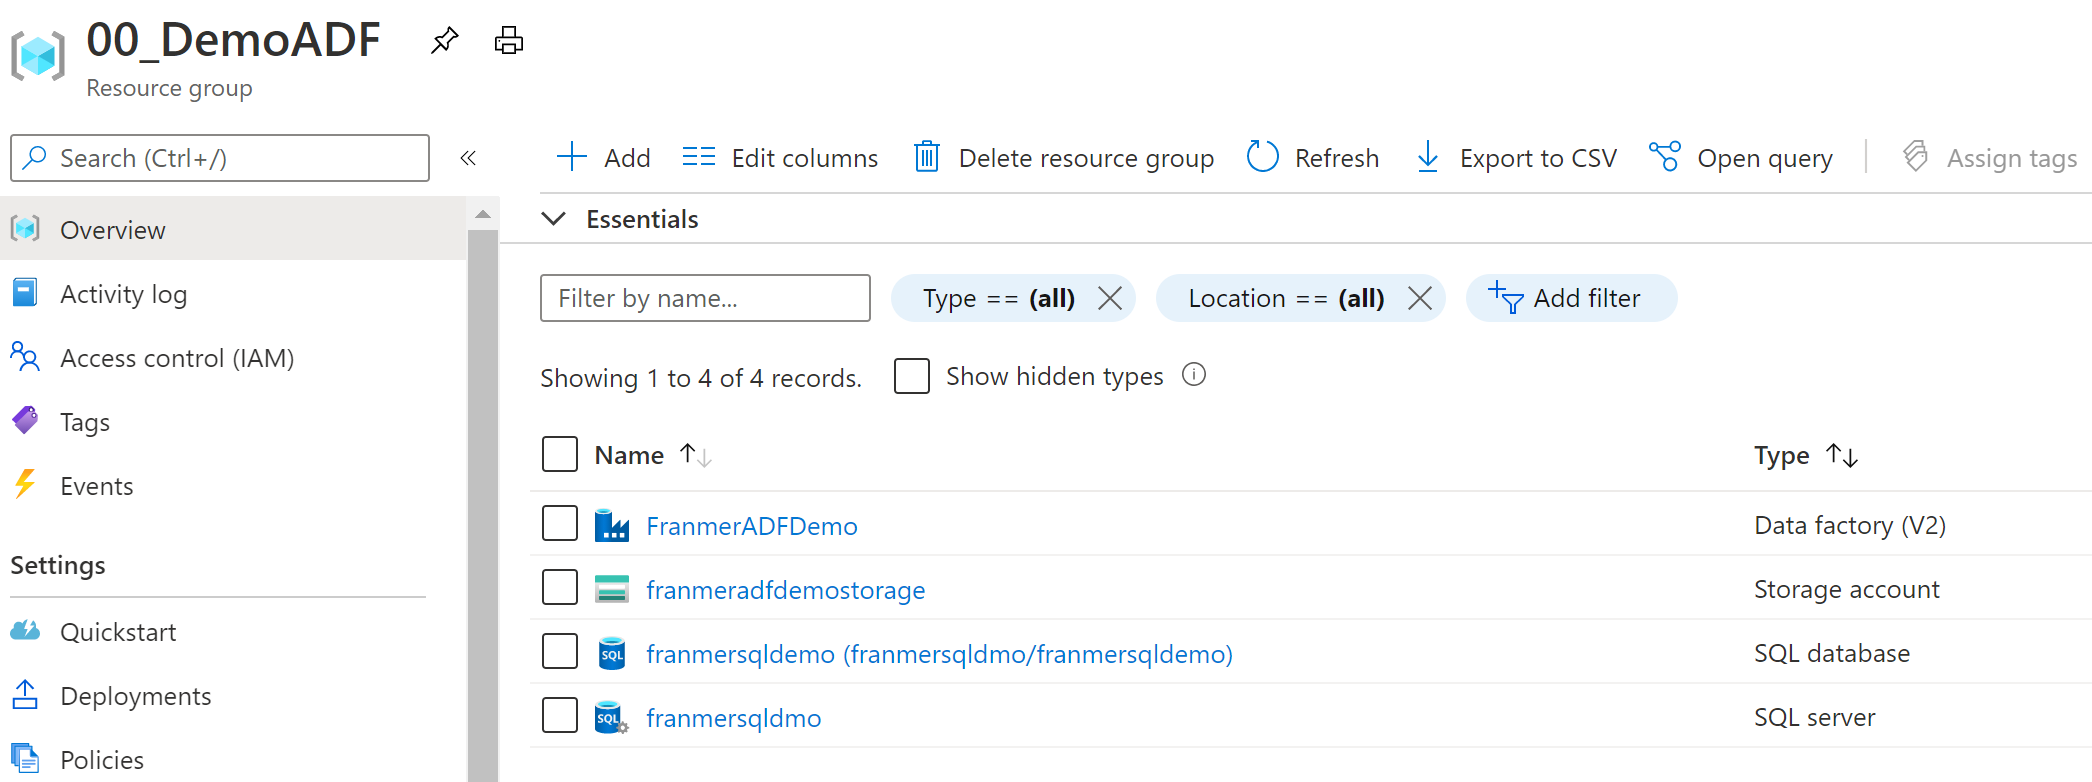 00_DemoADF
Resource group
Search (Ctrl+/)
«
Add
Edit columns
Delete resource group
Refresh
Export to CSV
Open query
Assign tags
Overview
Activity log
Access control (IAM)
Tags
Events
Settings
Quickstart
Deployments
Policies
Essentials
Filter by name...
Type == (all)
Location == (all)
Add filter
Showing 1 to 4 of 4 records.
Show hidden types
Name
Type
FranmerADFDemo
Data factory (V2)
franmeradfdemostorage
Storage account
SQL
franmersqldemo (franmersqldmo/franmersqldemo)
SQL database
SQL
franmersqldmo
SQL server